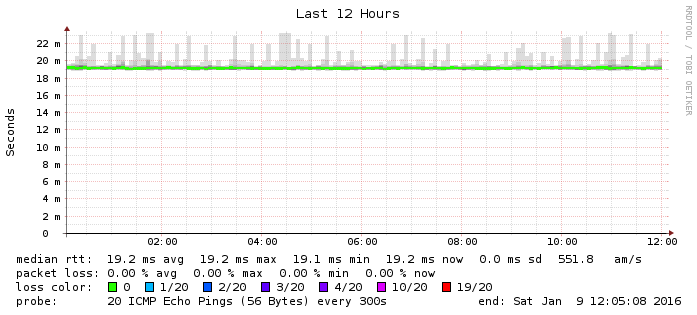 Last 12 Hours
RRDTOOL / TOBI OETIKER
Seconds
22 m
20 m
18 m
16 m
14 m
12 m
10 m
8 m
6 m
4 m
2 m
0
02:00 04:00 06:00 08:00 10:00 12:00
median rtt: 19.2 ms avg 19.2 ms max 19.1 ms min 19.2 ms now 0.0 ms sd 551.8 am/s
packet loss: 0.00 % avg 0.00 % max 0.00 % min 0.00 % now
loss color: 0 1/20 2/20 3/20 4/20 10/20 19/20
probe: 20 ICMP Echo Pings (56 Bytes) every 300s end: Sat Jan 9 12:05:08 2016